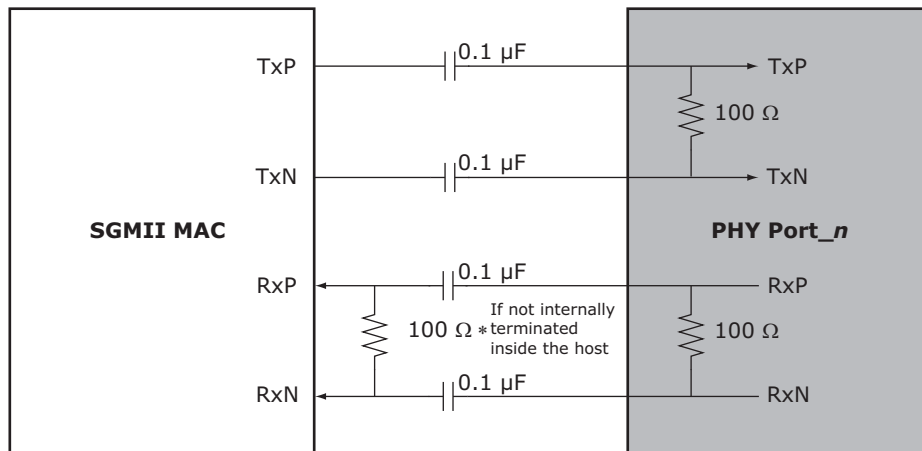 0.1 µF
TxP
TxP
100 Ω
0.1 µF
TxN
TxN
SGMII MAC
PHY Port_n
0.1 µF
RxP
RxP
If not internally
100 Ω * terminated
inside the host
100 Ω
0.1 µF
RxN
RxN